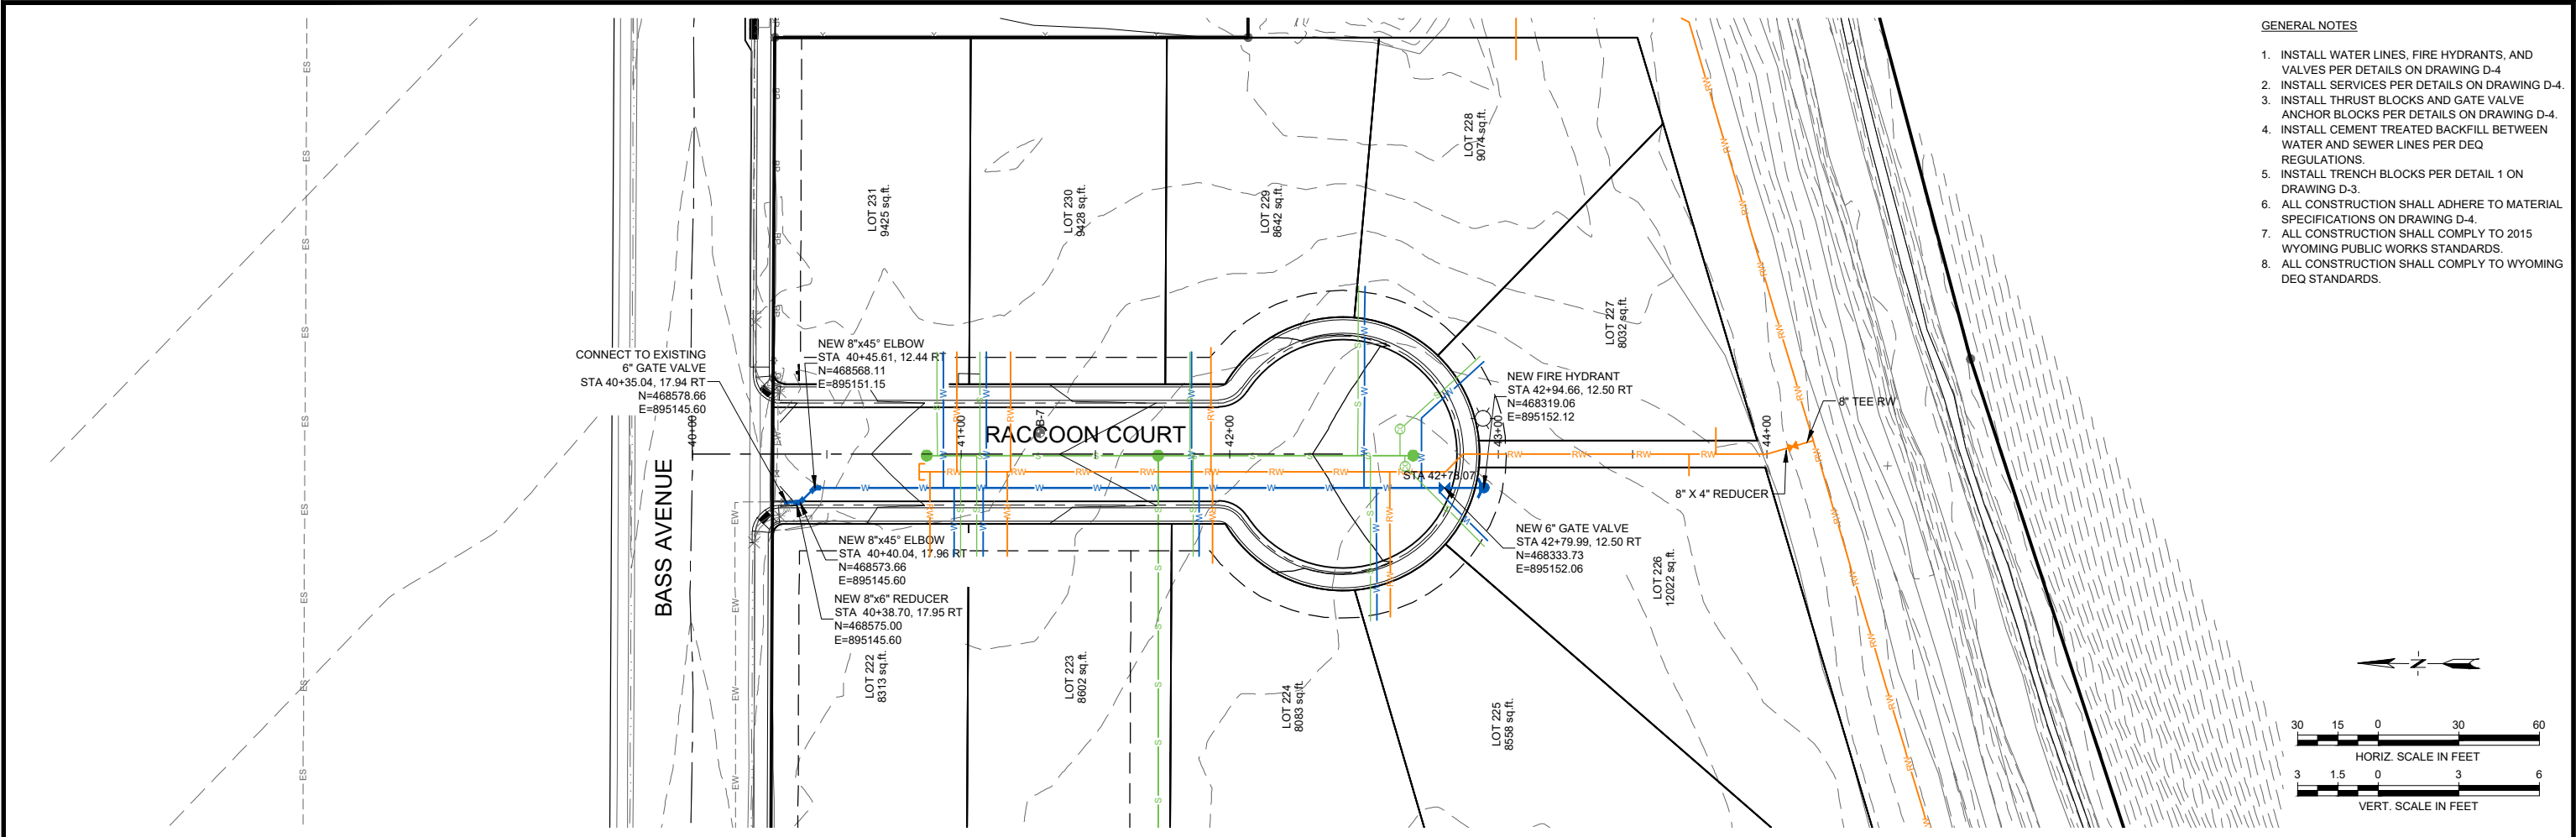 GENERAL NOTES
1. INSTALL WATER LINES, FIRE HYDRANTS, AND
VALVES PER DETAILS ON DRAWING D-4
2. INSTALL SERVICES PER DETAILS ON DRAWING D-4.
3. INSTALL THRUST BLOCKS AND GATE VALVE
ANCHOR BLOCKS PER DETAILS ON DRAWING D-4.
4. INSTALL CEMENT TREATED BACKFILL BETWEEN
WATER AND SEWER LINES PER DEQ
REGULATIONS.
5. INSTALL TRENCH BLOCKS PER DETAIL 1 ON
DRAWING D-3.
6. ALL CONSTRUCTION SHALL ADHERE TO MATERIAL
SPECIFICATIONS ON DRAWING D-4.
7. ALL CONSTRUCTION SHALL COMPLY TO 2015
WYOMING PUBLIC WORKS STANDARDS.
8. ALL CONSTRUCTION SHALL COMPLY TO WYOMING
DEQ STANDARDS.
LOT 231
9425 sq.ft.
LOT 230
9428 sq.ft.
LOT 229
8642 sq.ft.
LOT 228
9074 sq.ft.
LOT 227
8032 sq.ft.
CONNECT TO EXISTING
6" GATE VALVE
STA 40+35.04, 17.94 RT
N=468578.66
E=895145.60
NEW 8"x45° ELBOW
STA 40+45.61, 12.44 RT
N=468568.11
E=895151.15
NEW FIRE HYDRANT
STA 42+94.66, 12.50 RT
N=468319.06
E=895152.12
8" TEE RW
40+00
41+00
B-7
RACCOON COURT
42+00
43+00
44+00
STA 42+78.07
8" X 4" REDUCER
BASS AVENUE
NEW 8"x45° ELBOW
STA 40+40.04, 17.96 RT
N=468573.66
E=895145.60
NEW 8"x6" REDUCER
STA 40+38.70, 17.95 RT
N=468575.00
E=895145.60
NEW 6" GATE VALVE
STA 42+79.99, 12.50 RT
N=468333.73
E=895152.06
LOT 222
8313 sq.ft.
LOT 223
8602 sq.ft.
LOT 224
8083 sq.ft.
LOT 225
8558 sq.ft.
LOT 226
12022 sq.ft.
N
30 15 0 30 60
HORIZ. SCALE IN FEET
3 1.5 0 3 6
VERT. SCALE IN FEET